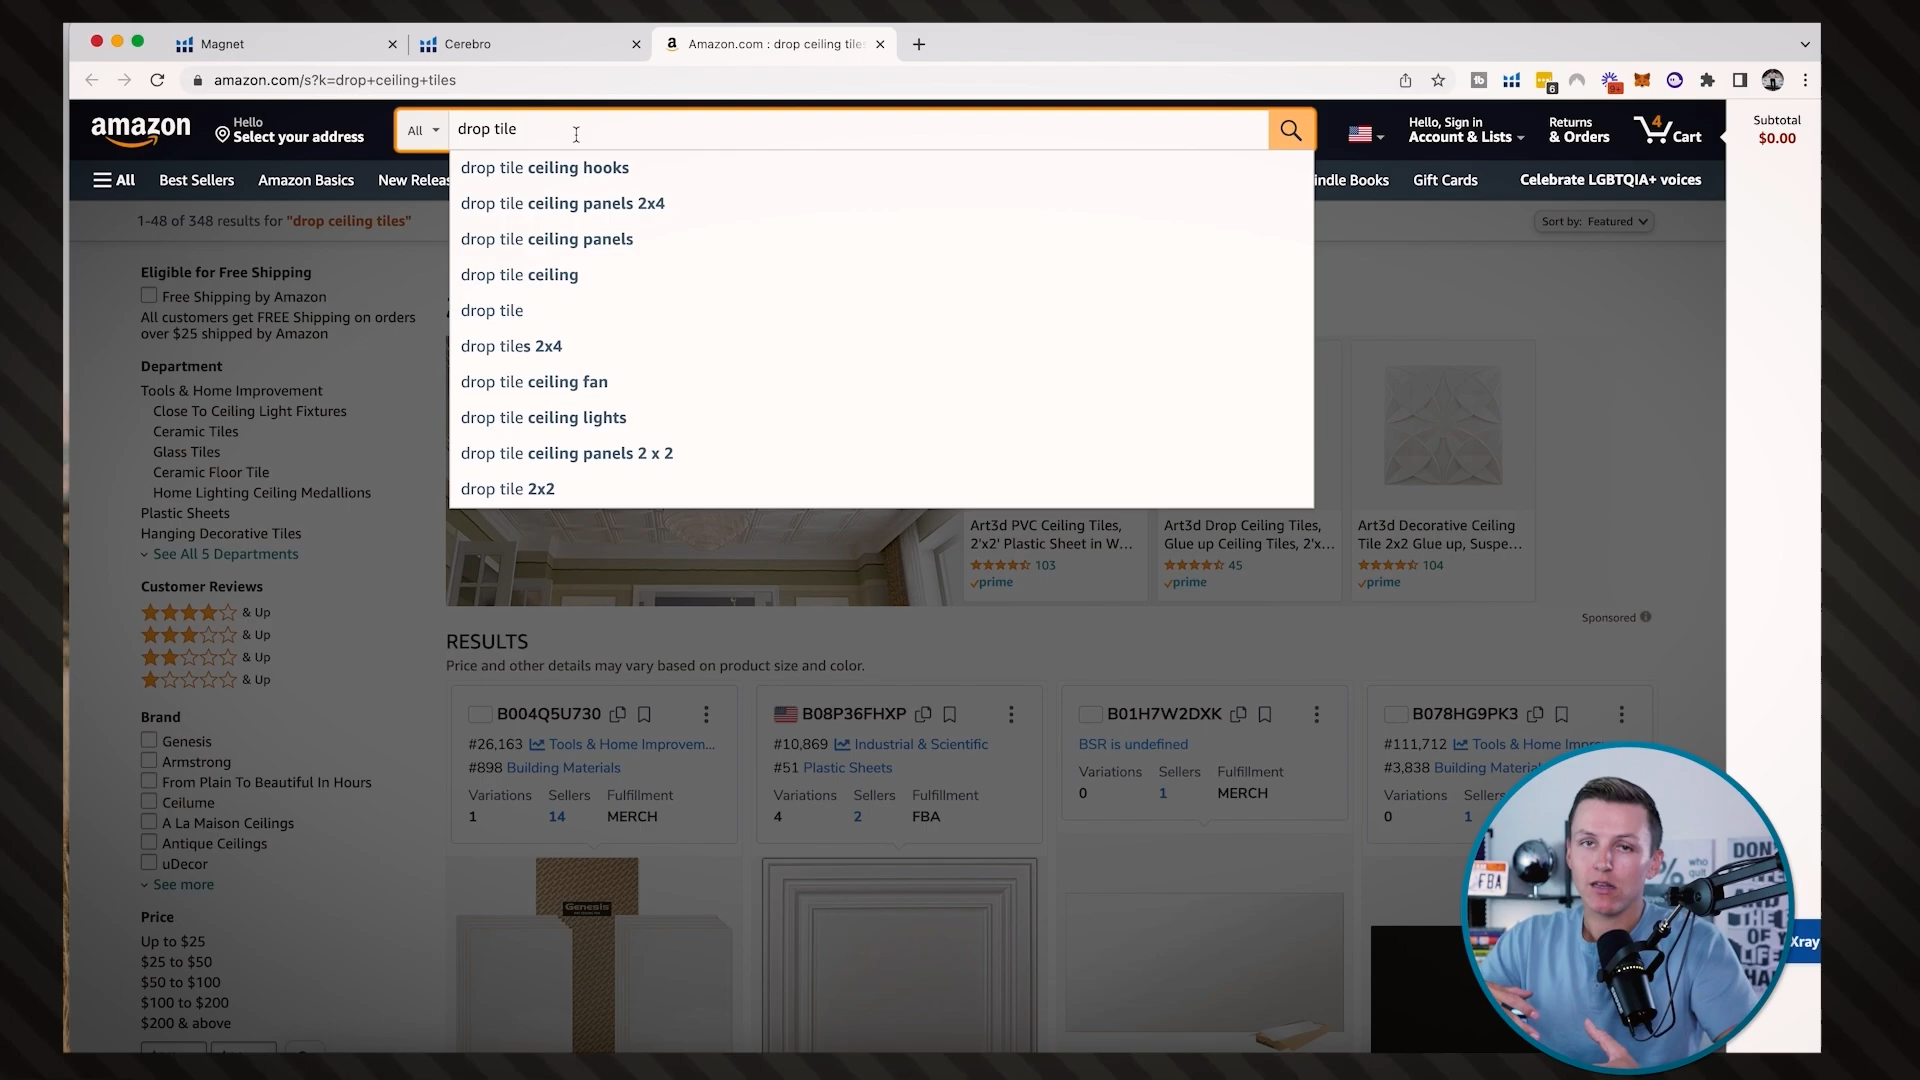 Magnet
Cerebro
Amazon.com : drop ceiling tile
amazon.com/s?k=drop+ceiling+tiles
6
9+
amazon
Hello
Select your address
All
drop tile
Hello, Sign in
Account & Lists
Returns
& Orders
4
Cart
Subtotal
$0.00
All
Best Sellers
Amazon Basics
New Releas
indle Books
Gift Cards
Celebrate LGBTQIA+ voices
drop tile ceiling hooks
drop tile ceiling panels 2x4
drop tile ceiling panels
drop tile ceiling
drop tile
drop tiles 2x4
drop tile ceiling fan
drop tile ceiling lights
drop tile ceiling panels 2 x 2
drop tile 2x2
1-48 of 348 results for "drop ceiling tiles"
Sort by: Featured
Eligible for Free Shipping
Free Shipping by Amazon
All customers get FREE Shipping on orders
over $25 shipped by Amazon
Department
Tools & Home Improvement
Close To Ceiling Light Fixtures
Ceramic Tiles
Glass Tiles
Ceramic Floor Tile
Home Lighting Ceiling Medallions
Plastic Sheets
Hanging Decorative Tiles
See All 5 Departments
Customer Reviews
& Up
& Up
& Up
& Up
Brand
Genesis
Armstrong
From Plain To Beautiful In Hours
Ceilume
A La Maison Ceilings
Antique Ceilings
uDecor
See more
Price
Up to $25
$25 to $50
$50 to $100
$100 to $200
$200 & above
Art3d PVC Ceiling Tiles,
2'x2' Plastic Sheet in W...
103
prime
Art3d Drop Ceiling Tiles,
Glue up Ceiling Tiles, 2'x...
45
prime
Art3d Decorative Ceiling
Tile 2x2 Glue up, Suspe...
104
prime
Sponsored
RESULTS
Price and other details may vary based on product size and color.
B004Q5U730
#26,163 Tools & Home Improvem...
#898 Building Materials
Variations Sellers Fulfillment
1 14 MERCH
B08P36FHXP
#10,869 Industrial & Scientific
#51 Plastic Sheets
Variations Sellers Fulfillment
4 2 FBA
B01H7W2DXK
BSR is undefined
Variations Sellers Fulfillment
0 1 MERCH
B078HG9PK3
#111,712 Tools & Home Impro
#3,838 Building Materia
Variations Sellers
0 1
Genesis
FBA
who
quit
DON'
AND
THE
OF Y
LIFE
HA
Xray